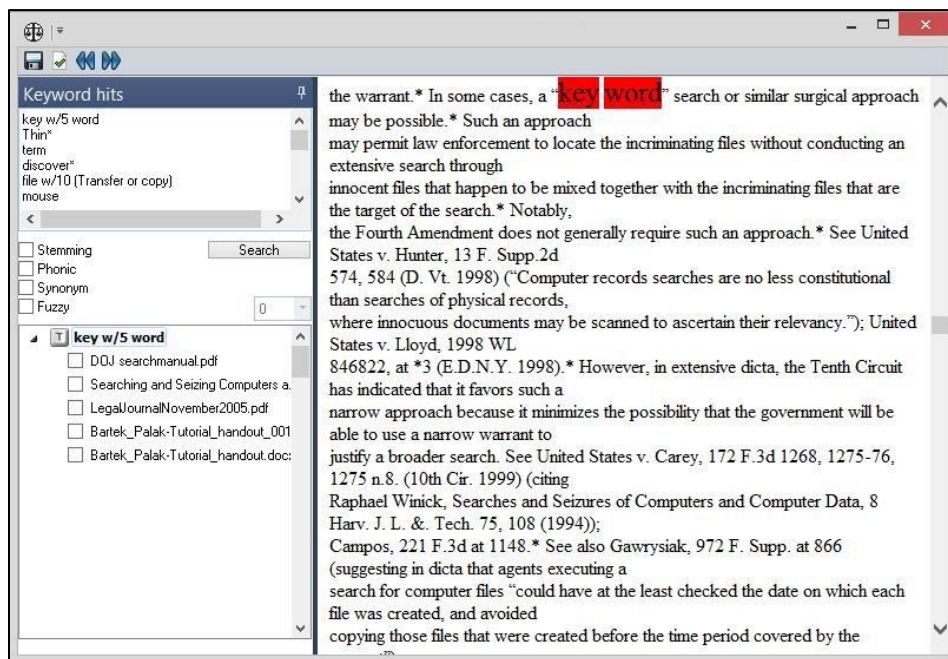 Keyword hits
key w/5 word
Thin*
term
discover*
file w/10 (Transfer or copy)
mouse
Stemming
Search
Phonic
Synonym
Fuzzy
0
T key w/5 word
DOJ searchmanual.pdf
Searching and Seizing Computers a.
LegalJournalNovember2005.pdf
Bartek_Palak-Tutorial_handout_001
Bartek_Palak-Tutorial_handout.doc
the warrant.* In some cases, a “key word” search or similar surgical approach
may be possible.* Such an approach
may permit law enforcement to locate the incriminating files without conducting an
extensive search through
innocent files that happen to be mixed together with the incriminating files that are
the target of the search.* Notably,
the Fourth Amendment does not generally require such an approach.* See United
States v. Hunter, 13 F. Supp.2d
574, 584 (D. Vt. 1998) (“Computer records searches are no less constitutional
than searches of physical records,
where innocuous documents may be scanned to ascertain their relevancy.”); United
States v. Lloyd, 1998 WL
846822, at *3 (E.D.N.Y. 1998).* However, in extensive dicta, the Tenth Circuit
has indicated that it favors such a
narrow approach because it minimizes the possibility that the government will be
able to use a narrow warrant to
justify a broader search. See United States v. Carey, 172 F.3d 1268, 1275-76,
1275 n.8. (10th Cir. 1999) (citing
Raphael Winick, Searches and Seizures of Computers and Computer Data, 8
Harv. J. L. &. Tech. 75, 108 (1994));
Campos, 221 F.3d at 1148.* See also Gawrysiak, 972 F. Supp. at 866
(suggesting in dicta that agents executing a
search for computer files “could have at the least checked the date on which each
file was created, and avoided
copying those files that were created before the time period covered by the